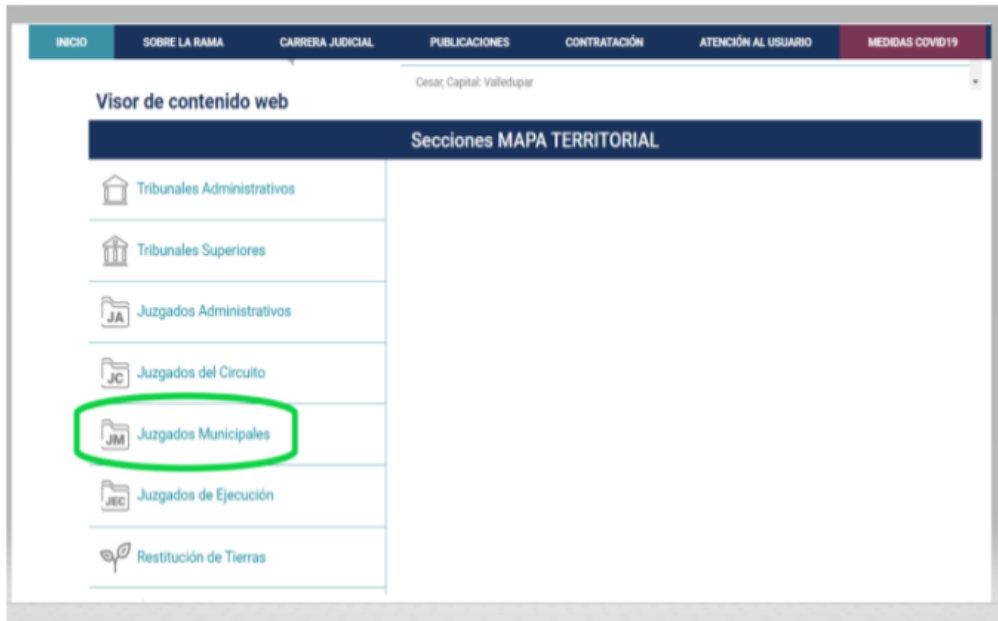 INICIO SOBRE LA RAMA CARRERA JUDICIAL PUBLICACIONES CONTRATACIÓN ATENCIÓN AL USUARIO MEDIDAS COVID19
Cesar, Capital: Valledupar
Visor de contenido web
Secciones MAPA TERRITORIAL
Tribunales Administrativos
Tribunales Superiores
JA Juzgados Administrativos
JC Juzgados del Circuito
JM Juzgados Municipales
JEC Juzgados de Ejecución
Restitución de Tierras